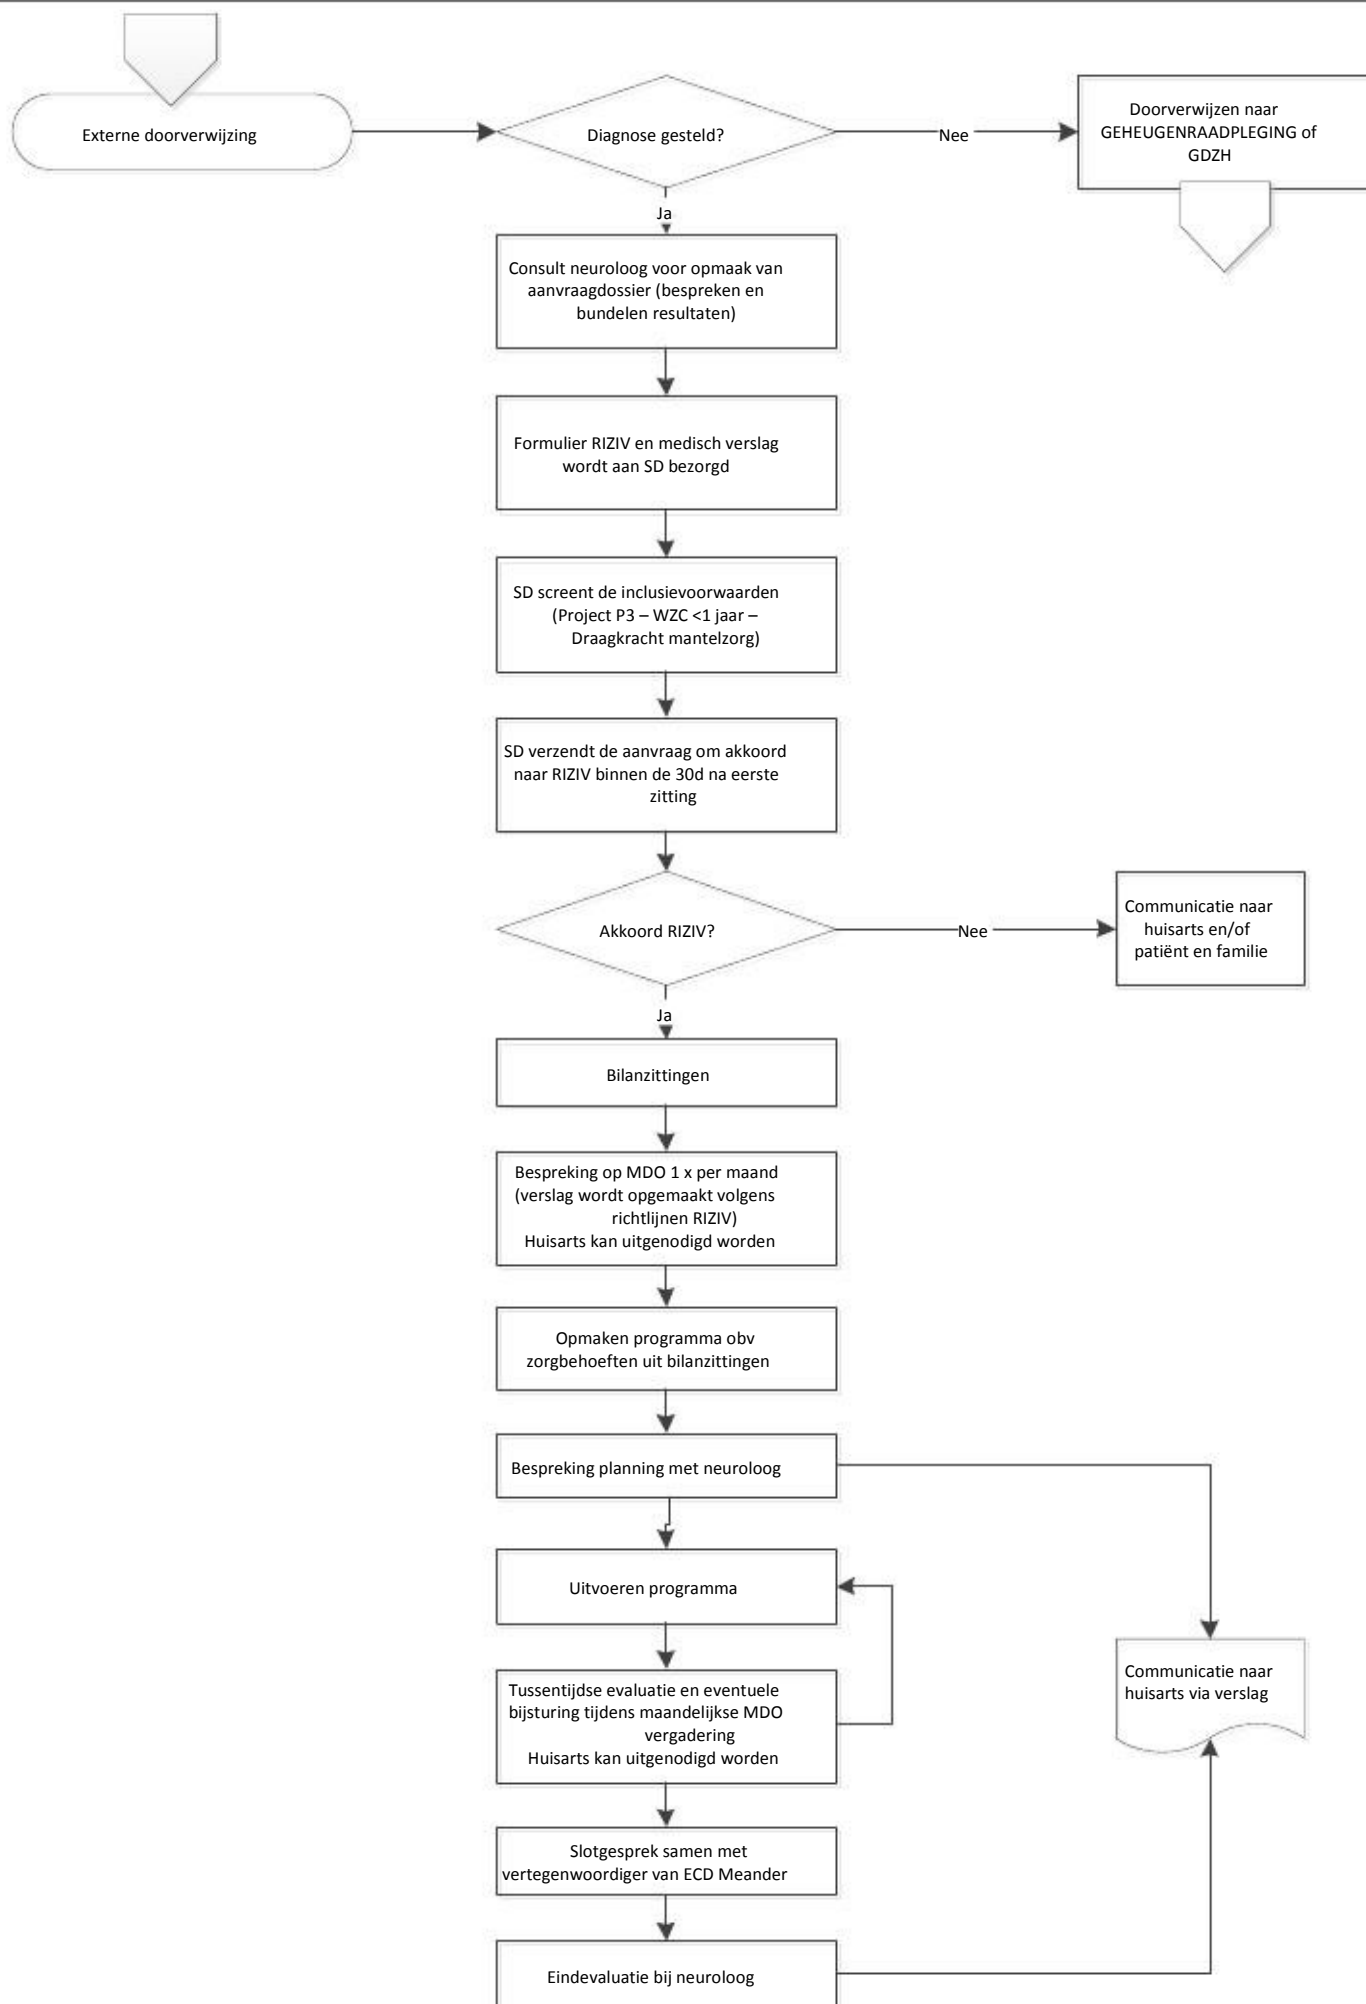 Externe doorverwijzing
Diagnose gesteld?
Nee
Doorverwijzen naar
GEHEUGENRAADPLEGING of
GDZH
Ja
Consult neuroloog voor opmaak van
aanvraagdossier (bespreken en
bundelen resultaten)
Formulier RIZIV en medisch verslag
wordt aan SD bezorgd
SD screent de inclusievoorwaarden
(Project P3 – WZC <1 jaar –
Draagkracht mantelzorg)
SD verzendt de aanvraag om akkoord
naar RIZIV binnen de 30d na eerste
zitting
Akkoord RIZIV?
Nee
Communicatie naar
huisarts en/of
patiënt en familie
Ja
Bilanzittingen
Bespreking op MDO 1 x per maand
(verslag wordt opgemaakt volgens
richtlijnen RIZIV)
Huisarts kan uitgenodigd worden
Opmaken programma obv
zorgbehoeften uit bilanzittingen
Bespreking planning met neuroloog
Uitvoeren programma
Tussentijdse evaluatie en eventuele
bijsturing tijdens maandelijkse MDO
vergadering
Huisarts kan uitgenodigd worden
Communicatie naar
huisarts via verslag
Slotgesprek samen met
vertegenwoordiger van ECD Meander
Eindevaluatie bij neuroloog